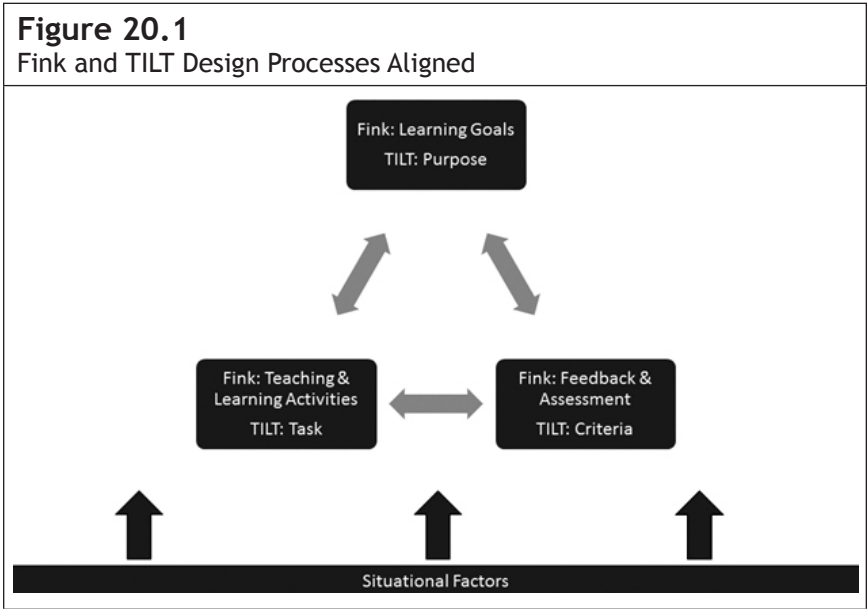 Figure 20.1
Fink and TILT Design Processes Aligned
Fink: Learning Goals
TILT: Purpose
Fink: Teaching &
Learning Activities
TILT: Task
Fink: Feedback &
Assessment
TILT: Criteria
Situational Factors